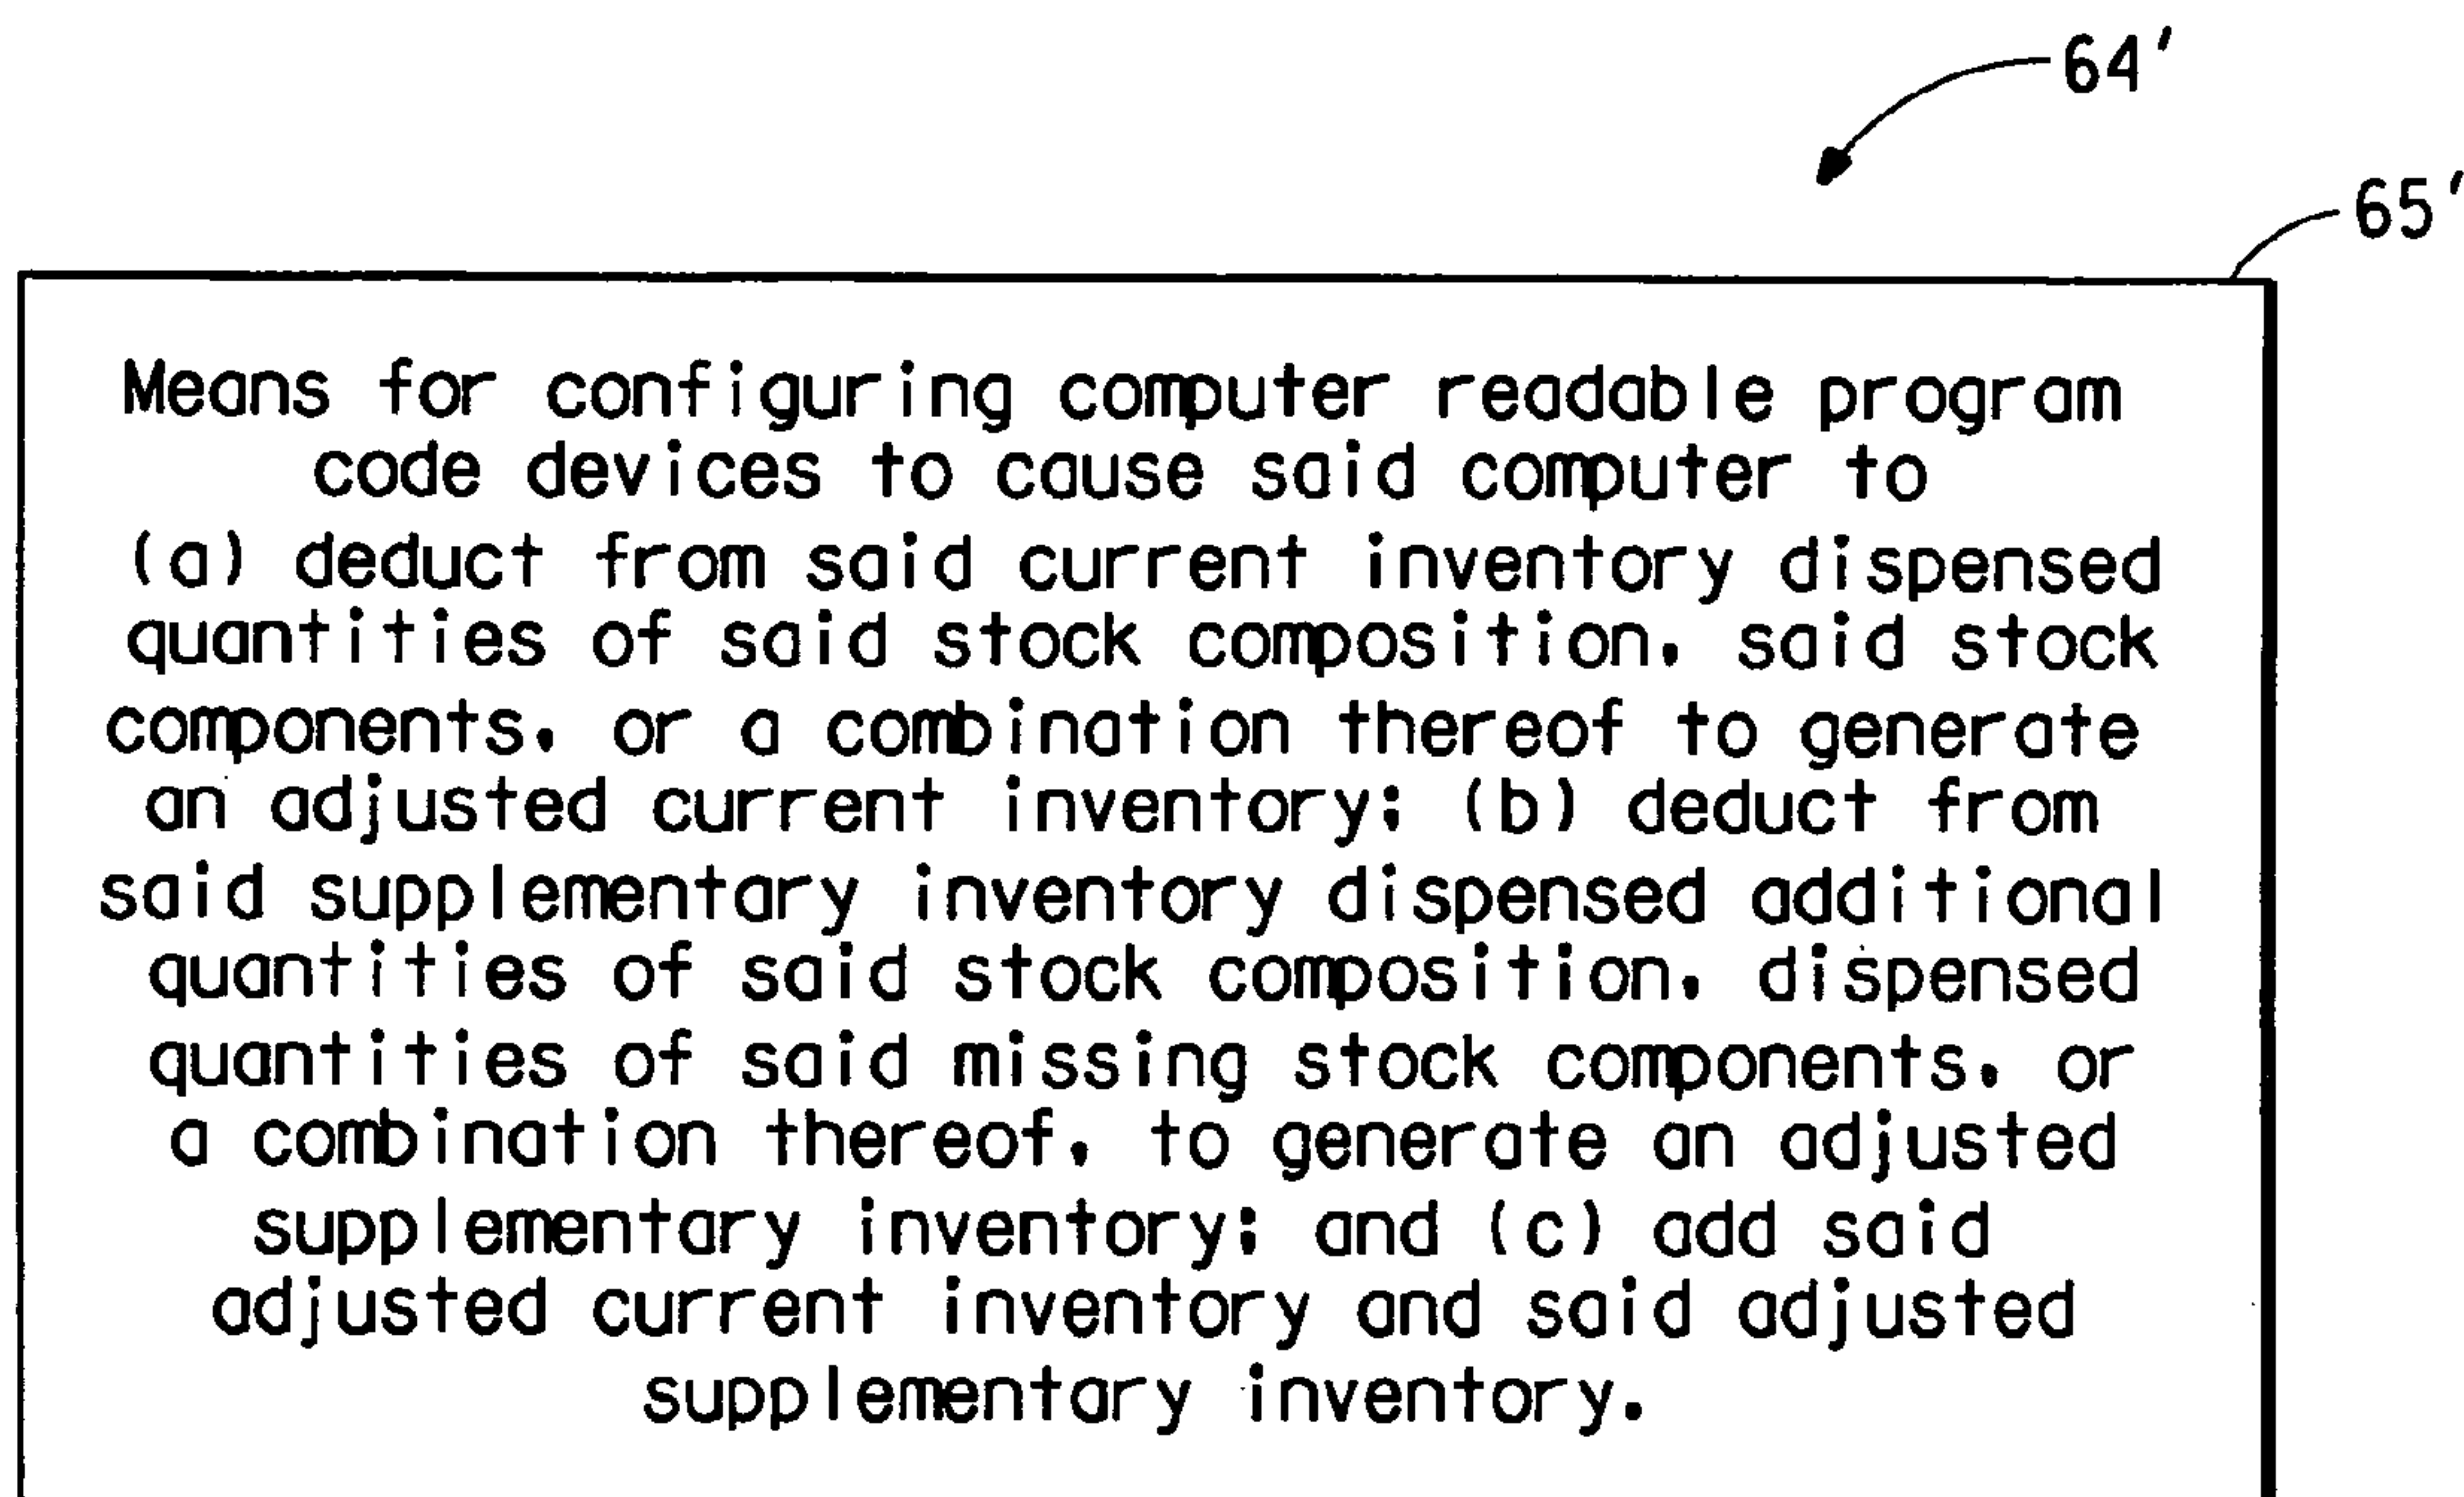 64'
65'
Means for configuring computer readable program
code devices to cause said computer to
(a) deduct from said current inventory dispensed
quantities of said stock composition, said stock
components, or a combination thereof to generate
an adjusted current inventory; (b) deduct from
said supplementary inventory dispensed additional
quantities of said stock composition, dispensed
quantities of said missing stock components, or
a combination thereof, to generate an adjusted
supplementary inventory; and (c) add said
adjusted current inventory and said adjusted
supplementary inventory.